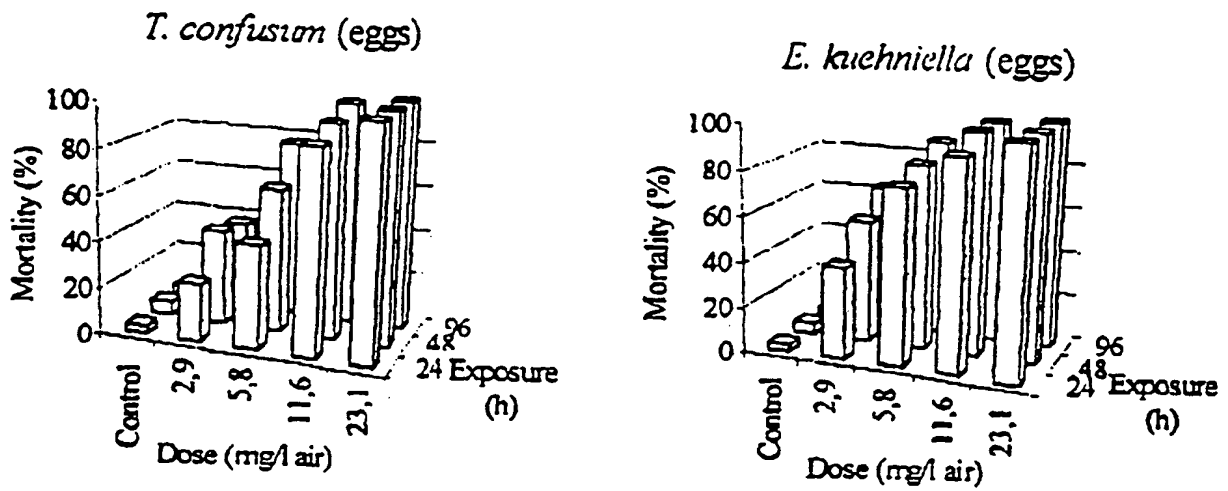 T. confusum (eggs)
100
80
60
40
20
0
Mortality (%)
Control
2,9
5,8
11,6
23,1
Dose (mg/l air)
96
48
24 Exposure
(h)
E. kuehniella (eggs)
100
80
60
40
20
0
Mortality (%)
Control
2,9
5,8
11,6
23,1
Dose (mg/l air)
96
48
24 Exposure
(h)